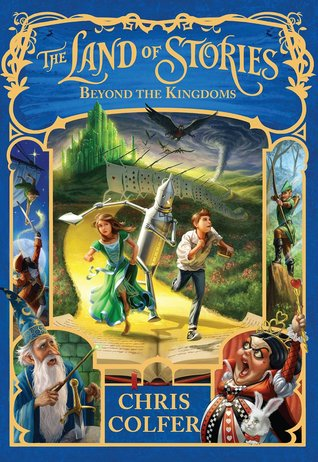 THE LAND OF STORIES
BEYOND THE KINGDOMS
CHRIS
COLFER